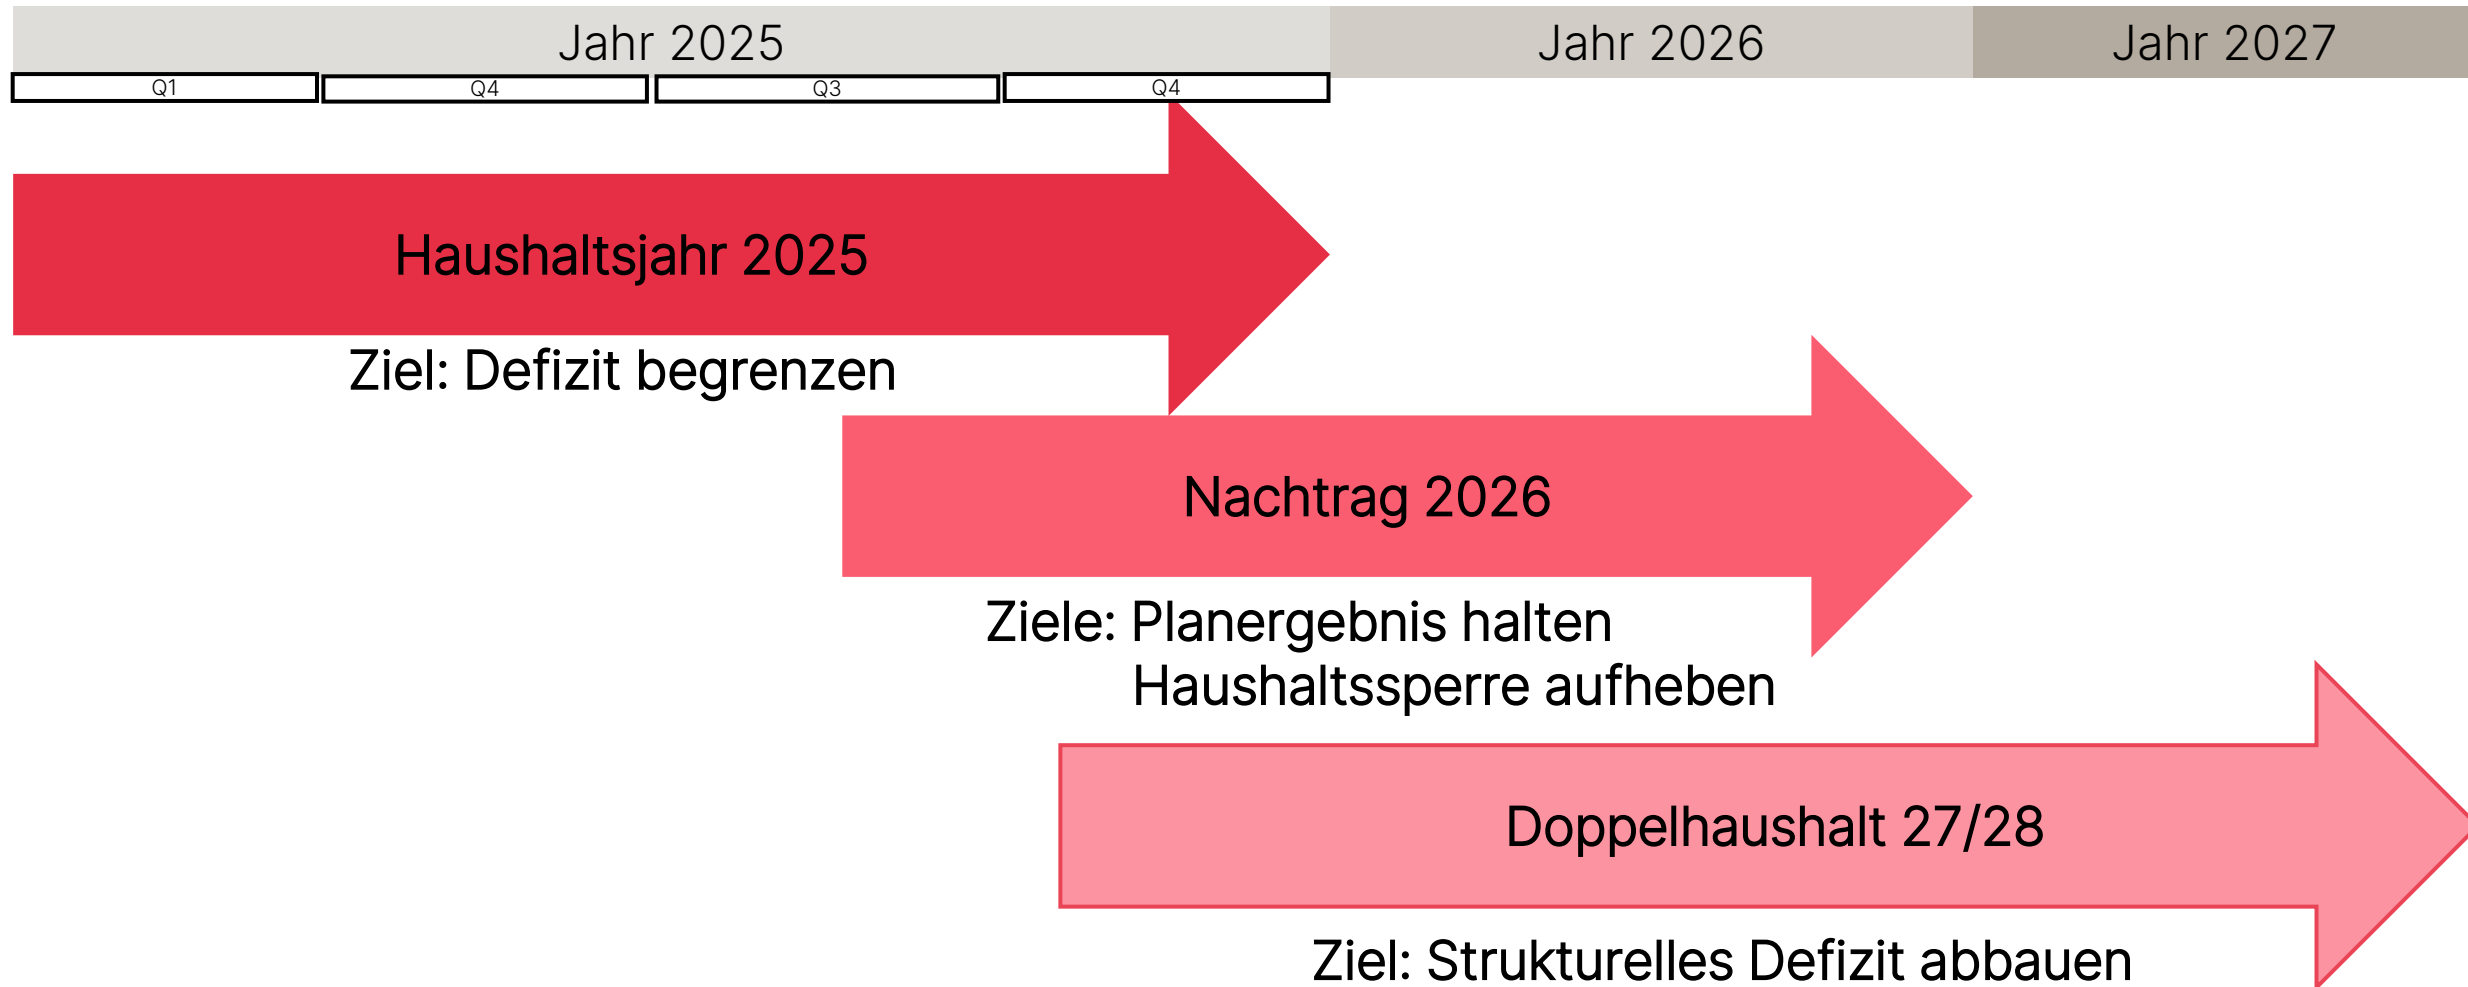 Jahr 2025
Jahr 2026
Jahr 2027
Q1
Q4
Q3
Q4
Haushaltsjahr 2025
Ziel: Defizit begrenzen
Nachtrag 2026
Ziele: Planergebnis halten
Haushaltssperre aufheben
Doppelhaushalt 27/28
Ziel: Strukturelles Defizit abbauen